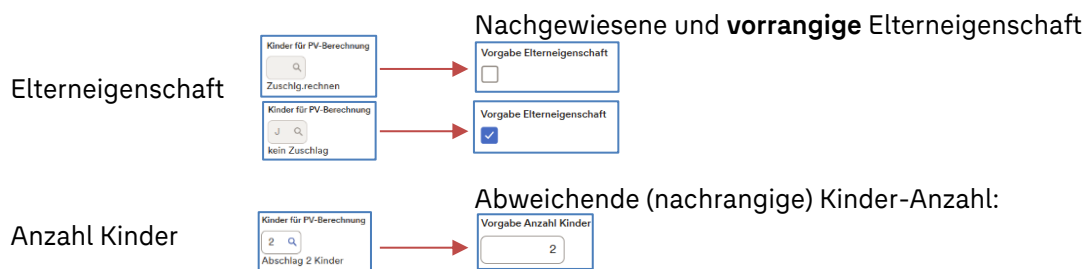 Nachgewiesene und vorrangige Elterneigenschaft
Elterneigenschaft
Kinder für PV-Berechnung
Zuschlg.rechnen
Vorgabe Elterneigenschaft
Kinder für PV-Berechnung
J
kein Zuschlag
Vorgabe Elterneigenschaft
Abweichende (nachrangige) Kinder-Anzahl:
Anzahl Kinder
Kinder für PV-Berechnung
2
Abschlag 2 Kinder
Vorgabe Anzahl Kinder
2